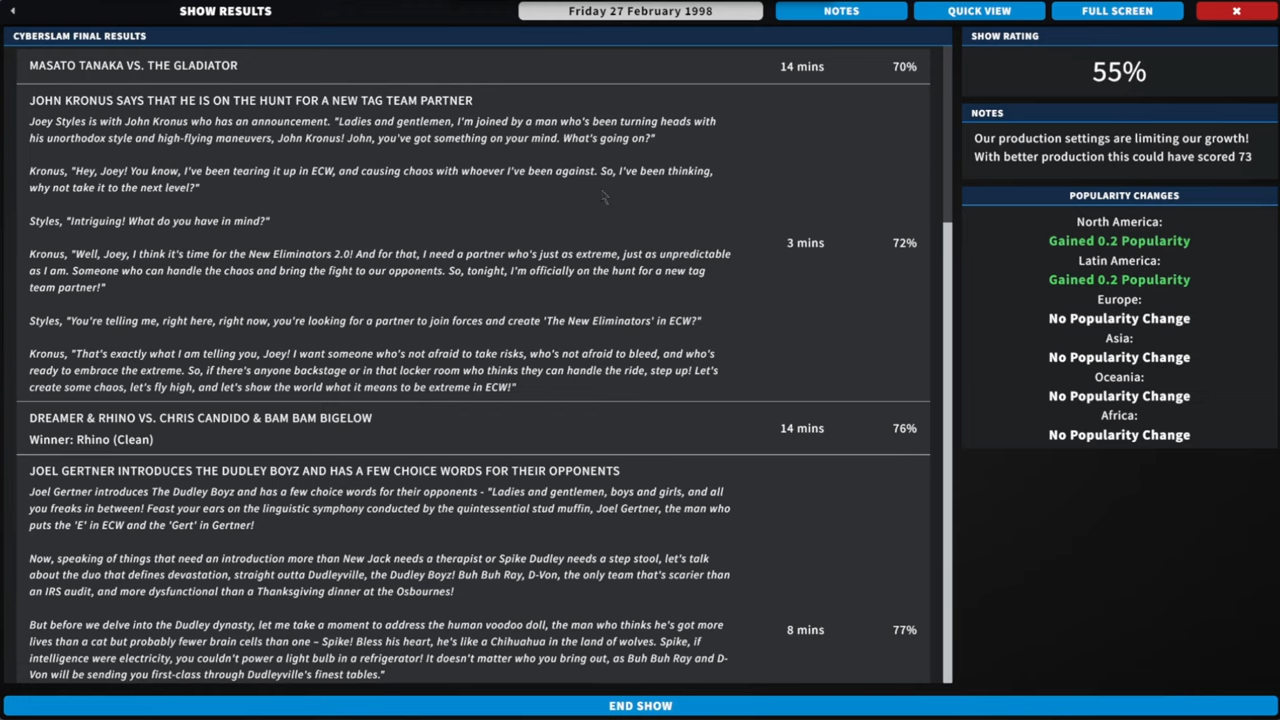 SHOW RESULTS
Friday 27 February 1998
NOTES
QUICK VIEW
FULL SCREEN
CYBERSLAM FINAL RESULTS
MASATO TANAKA VS. THE GLADIATOR
14 mins
70%
JOHN KRONUS SAYS THAT HE IS ON THE HUNT FOR A NEW TAG TEAM PARTNER
Joey Styles is with John Kronus who has an announcement. "Ladies and gentlemen, I'm joined by a man who's been turning heads with
his unorthodox style and high-flying maneuvers, John Kronus! John, you've got something on your mind. What's going on?"
Kronus, "Hey, Joey! You know, I've been tearing it up in ECW, and causing chaos with whoever I've been against. So, I've been thinking,
why not take it to the next level?"
Styles, "Intriguing! What do you have in mind?"
Kronus, "Well, Joey, I think it's time for the New Eliminators 2.0! And for that, I need a partner who's just as extreme, just as unpredictable
as I am. Someone who can handle the chaos and bring the fight to our opponents. So, tonight, I'm officially on the hunt for a new tag
team partner!"
Styles, "You're telling me, right here, right now, you're looking for a partner to join forces and create 'The New Eliminators' in ECW?"
Kronus, "That's exactly what I am telling you, Joey! I want someone who's not afraid to take risks, who's not afraid to bleed, and who's
ready to embrace the extreme. So, if there's anyone backstage or in that locker room who thinks they can handle the ride, step up! Let's
create some chaos, let's fly high, and let's show the world what it means to be extreme in ECW!"
3 mins
72%
DREAMER & RHINO VS. CHRIS CANDIDO & BAM BAM BIGELOW
Winner: Rhino (Clean)
14 mins
76%
JOEL GERTNER INTRODUCES THE DUDLEY BOYZ AND HAS A FEW CHOICE WORDS FOR THEIR OPPONENTS
Joel Gertner introduces The Dudley Boyz and has a few choice words for their opponents - "Ladies and gentlemen, boys and girls, and all
you freaks in between! Feast your ears on the linguistic symphony conducted by the quintessential stud muffin, Joel Gertner, the man who
puts the 'E' in ECW and the 'Gert' in Gertner!
Now, speaking of things that need an introduction more than New Jack needs a therapist or Spike Dudley needs a step stool, let's talk
about the duo that defines devastation, straight outta Dudleyville, the Dudley Boyz! Buh Buh Ray, D-Von, the only team that's scarier than
an IRS audit, and more dysfunctional than a Thanksgiving dinner at the Osbournes!
But before we delve into the Dudley dynasty, let me take a moment to address the human voodoo doll, the man who thinks he's got more
lives than a cat but probably fewer brain cells than one – Spike! Bless his heart, he's like a Chihuahua in the land of wolves. Spike, if
intelligence were electricity, you couldn't power a light bulb in a refrigerator! It doesn't matter who you bring out, as Buh Buh Ray and D-
Von will be sending you first-class through Dudleyville's finest tables."
8 mins
77%
SHOW RATING
55%
NOTES
Our production settings are limiting our growth!
With better production this could have scored 73
POPULARITY CHANGES
North America:
Gained 0.2 Popularity
Latin America:
Gained 0.2 Popularity
Europe:
No Popularity Change
Asia:
No Popularity Change
Oceania:
No Popularity Change
Africa:
No Popularity Change
END SHOW